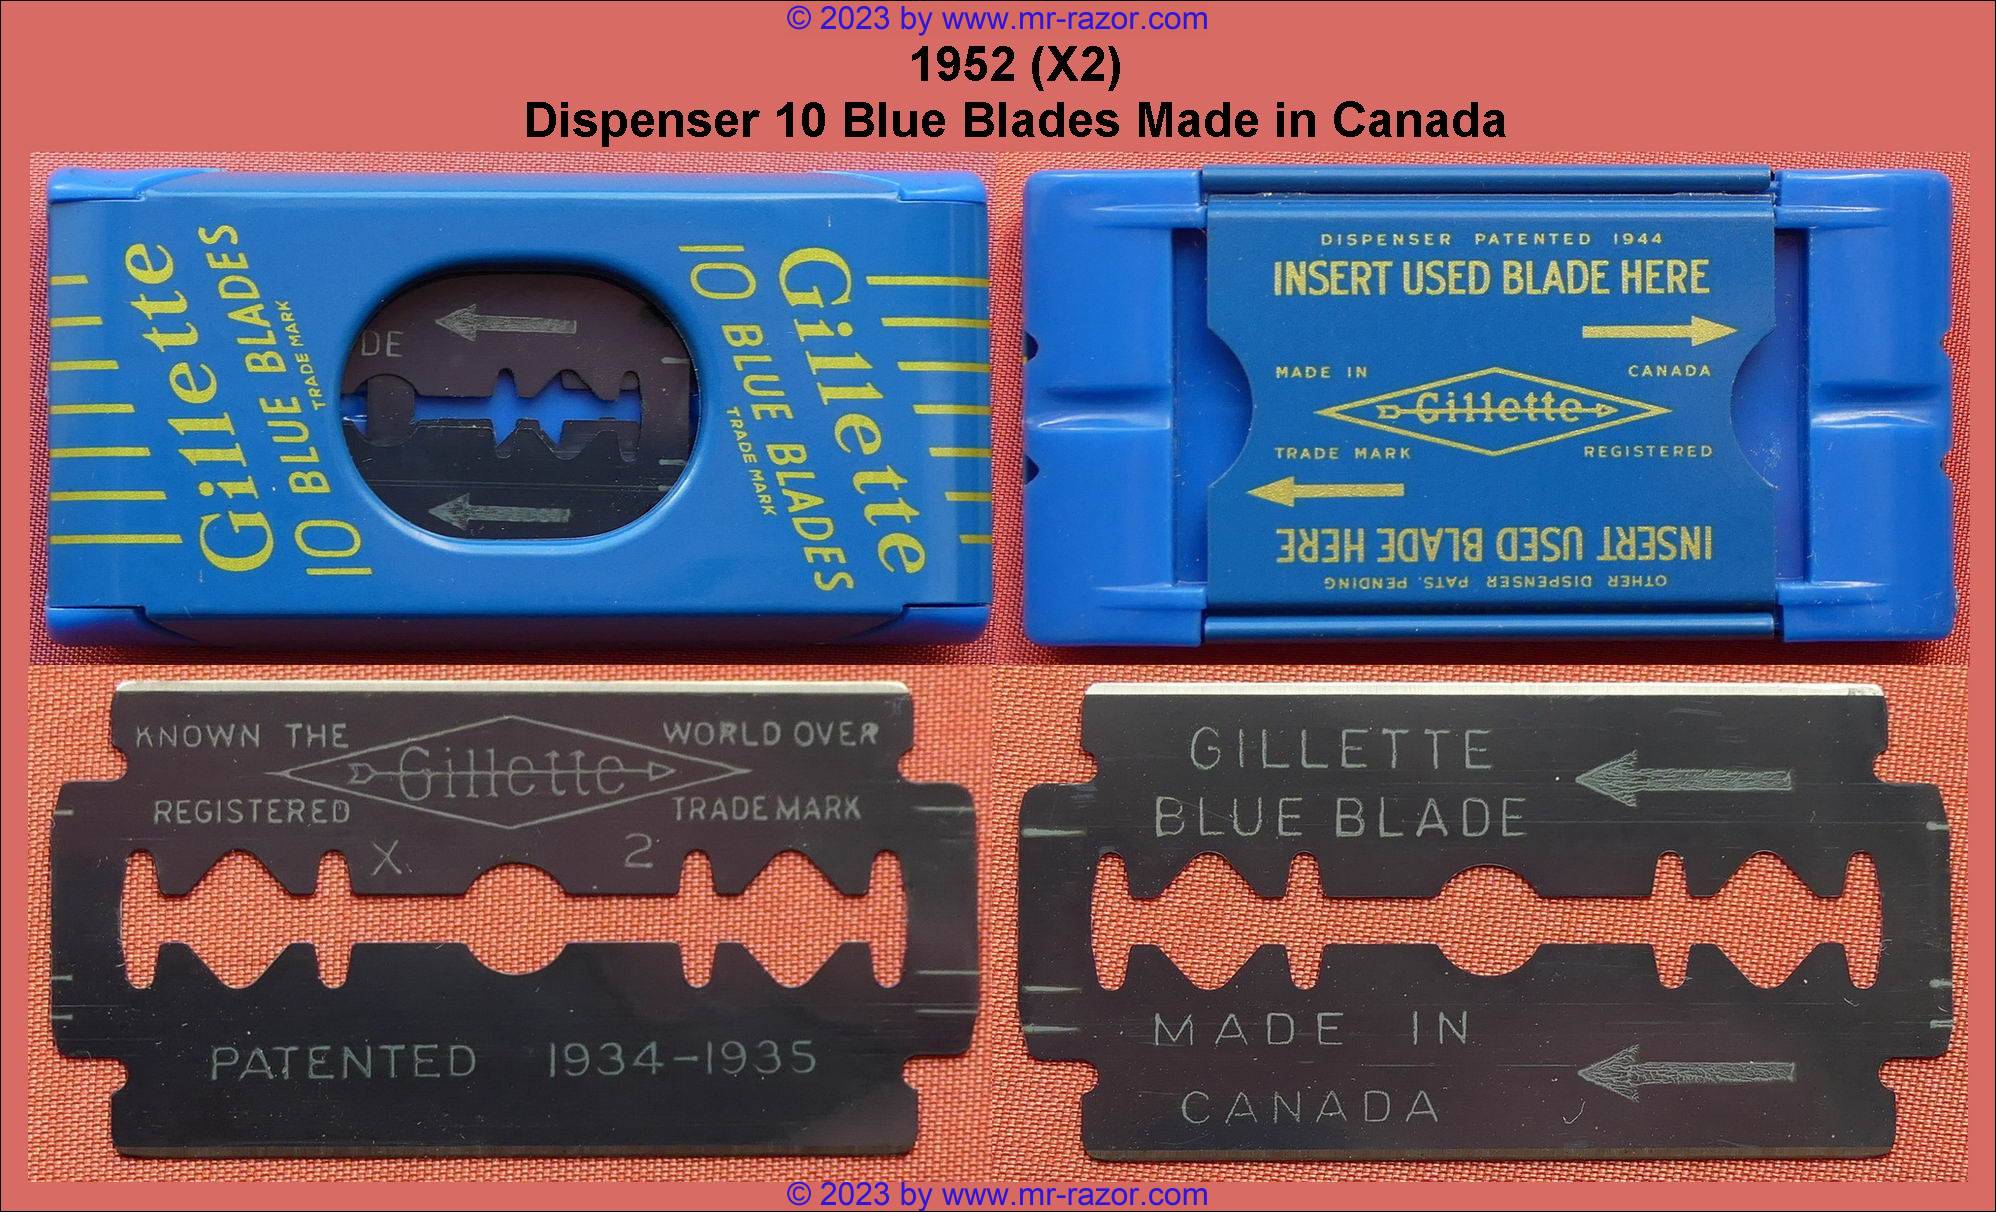 © 2023 by www.mr-razor.com
1952 (X2)
Dispenser 10 Blue Blades Made in Canada
Gillette
10 BLUE BLADES
TRADE MARK
DE
Gillette
10 BLUE BLADES
TRADE MARK
DISPENSER PATENTED 1944
INSERT USED BLADE HERE
MADE IN CANADA
Gillette
TRADE MARK REGISTERED
INSERT USED BLADE HERE
OTHER DISPENSER PATS. PENDING
KNOWN THE WORLD OVER
Gillette
REGISTERED TRADE MARK
X 2
PATENTED 1934-1935
GILLETTE
BLUE BLADE
MADE IN
CANADA
© 2023 by www.mr-razor.com